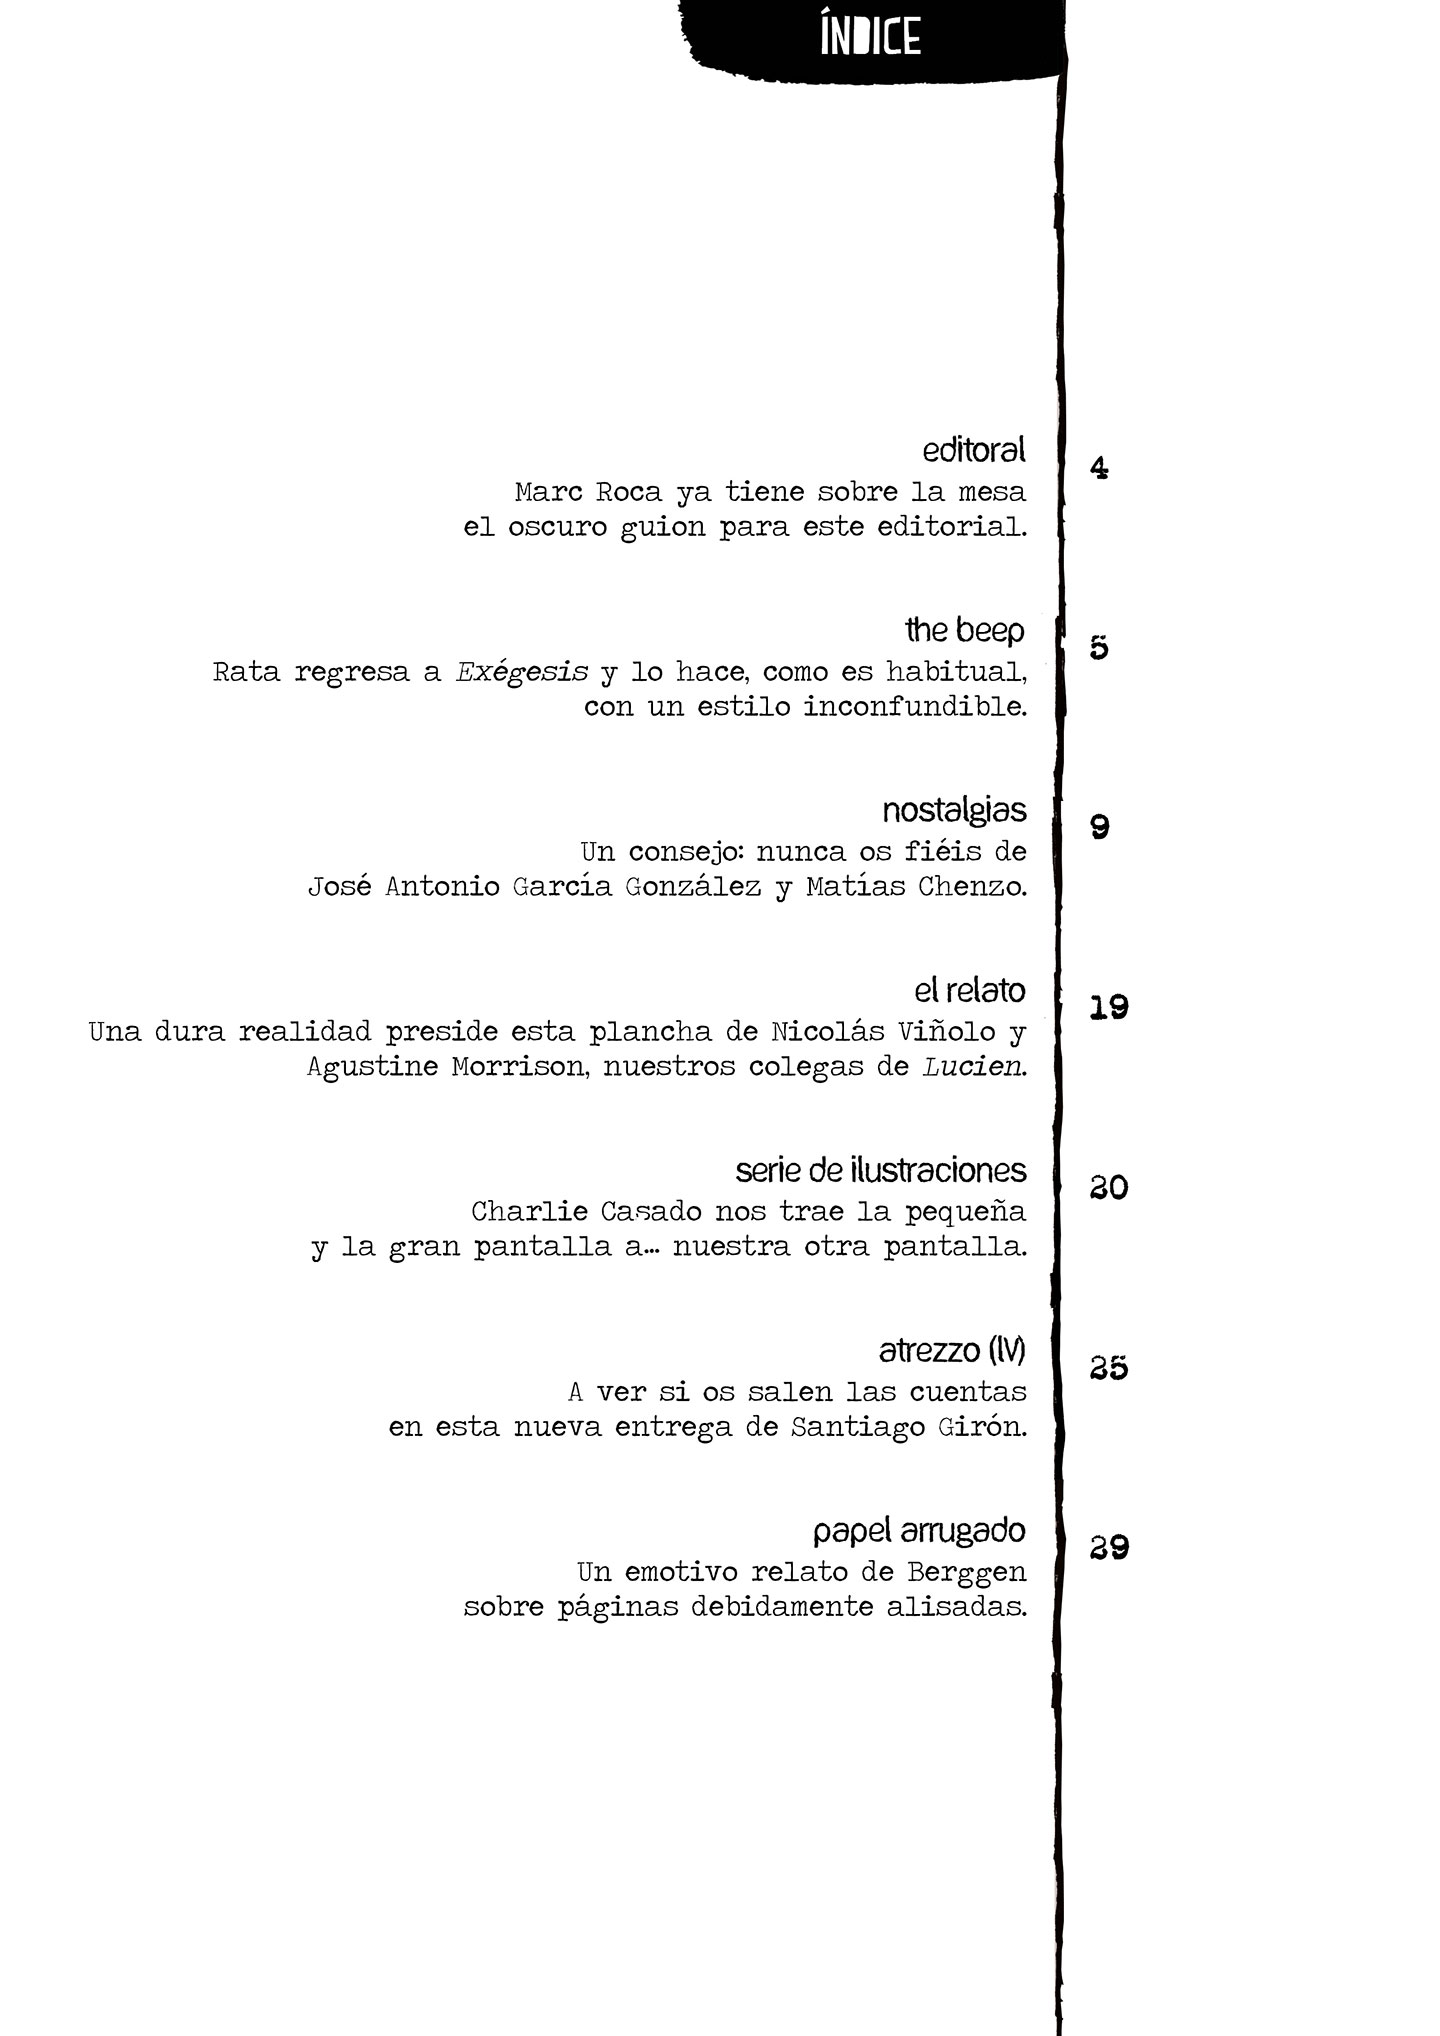 ÍNDICE
editoral
4
Marc Roca ya tiene sobre la mesa
el oscuro guion para este editorial.
the beep
5
Rata regresa a Exégesis y lo hace, como es habitual,
con un estilo inconfundible.
nostalgias
9
Un consejo: nunca os fiéis de
José Antonio García González y Matías Chenzo.
el relato
19
Una dura realidad preside esta plancha de Nicolás Viñolo y
Agustine Morrison, nuestros colegas de Lucien.
serie de ilustraciones
20
Charlie Casado nos trae la pequeña
y la gran pantalla a... nuestra otra pantalla.
atrezzo (IV)
25
A ver si os salen las cuentas
en esta nueva entrega de Santiago Girón.
papel arrugado
29
Un emotivo relato de Berggen
sobre páginas debidamente alisadas.